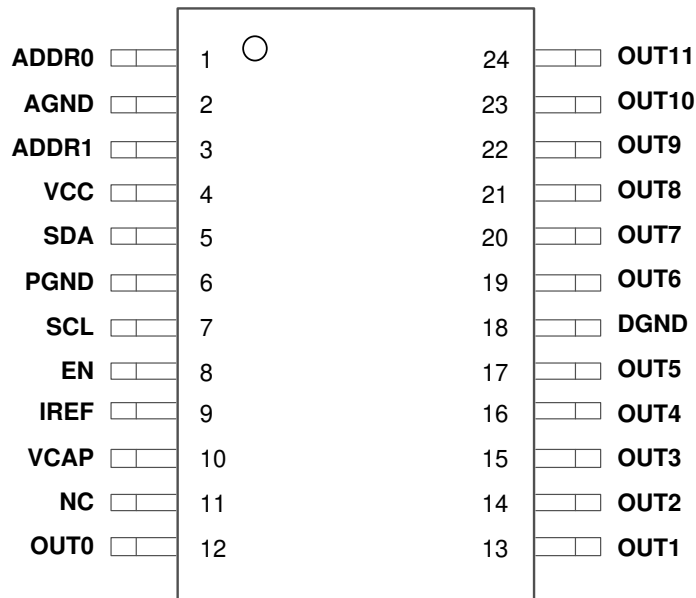 ADDR0 1 24 OUT11
AGND 2 23 OUT10
ADDR1 3 22 OUT9
VCC 4 21 OUT8
SDA 5 20 OUT7
PGND 6 19 OUT6
SCL 7 18 DGND
EN 8 17 OUT5
IREF 9 16 OUT4
VCAP 10 15 OUT3
NC 11 14 OUT2
OUT0 12 13 OUT1